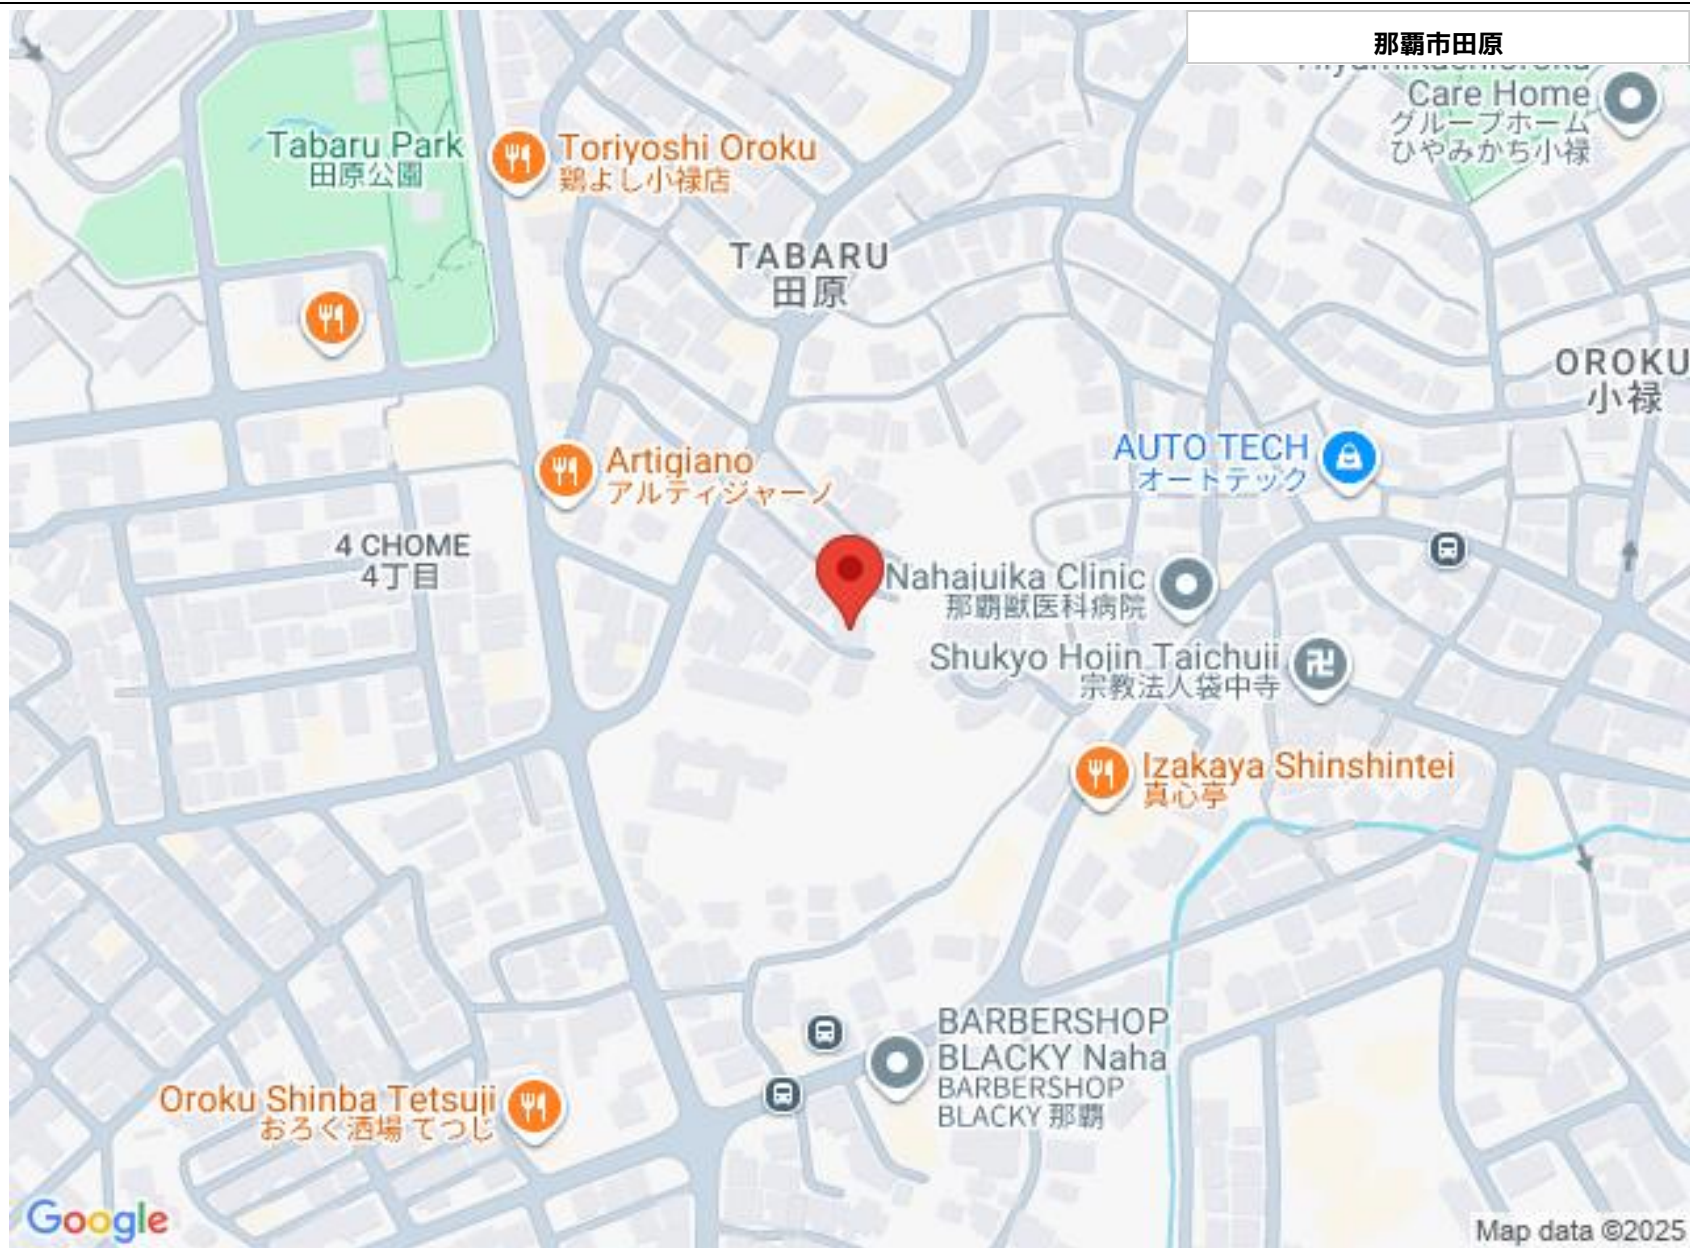 那覇市田原
Care Home
グループホーム
ひやみかち小禄
Tabaru Park
田原公園
Toriyoshi Oroku
鶏よし小禄店
TABARU
田原
OROKU
小禄
AUTO TECH
オートテック
Artigiano
アルティジャーノ
4 CHOME
4丁目
Nahajuika Clinic
那覇獣医科病院
Shukyo Hojin Taichuji
宗教法人袋中寺
Izakaya Shinshintei
真心亭
BARBERSHOP
BLACKY Naha
BARBERSHOP
BLACKY 那覇
Oroku Shinba Tetsuji
おろく酒場 てつじ
Google
Map data ©2025